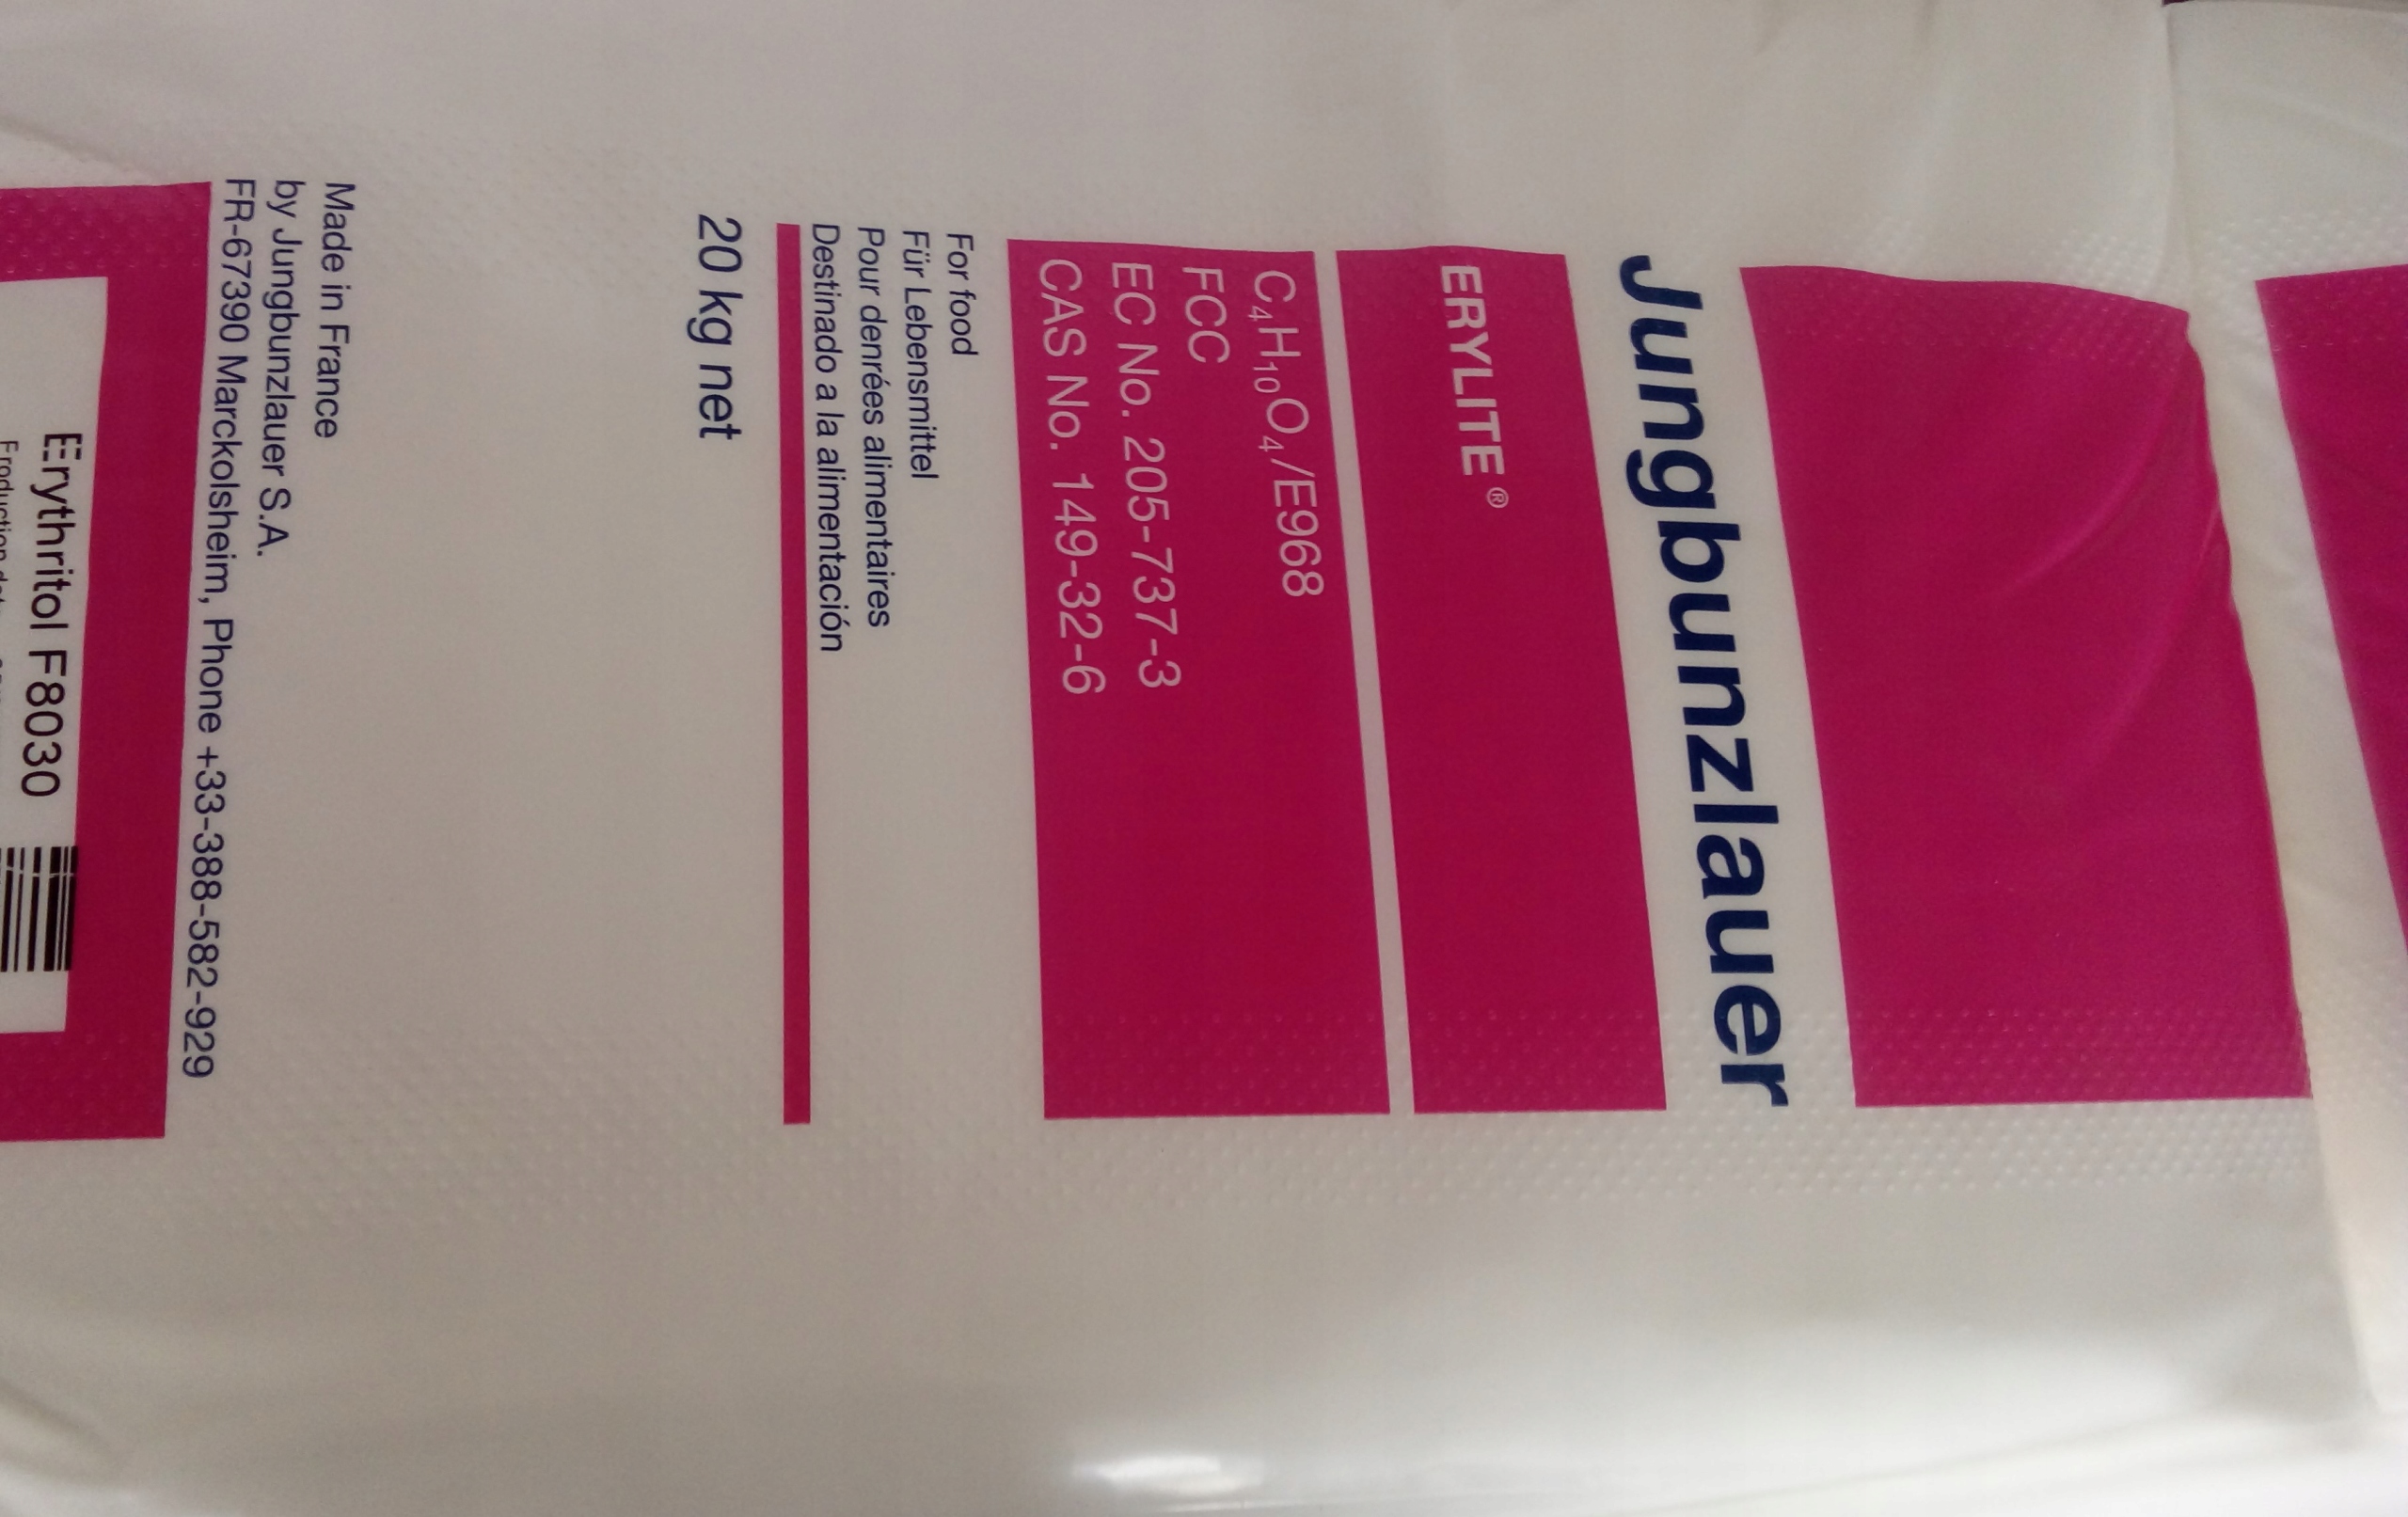 Jungbunzlauer
ERYLITE®
C₄H₁₀O₄/E968
FCC
EC No. 205-737-3
CAS No. 149-32-6
For food
Für Lebensmittel
Pour denrées alimentaires
Destinado a la alimentación
20 kg net
Made in France
by Jungbunzlauer S.A.
FR-67390 Marckolsheim, Phone +33-388-582-929
Erythritol F8030